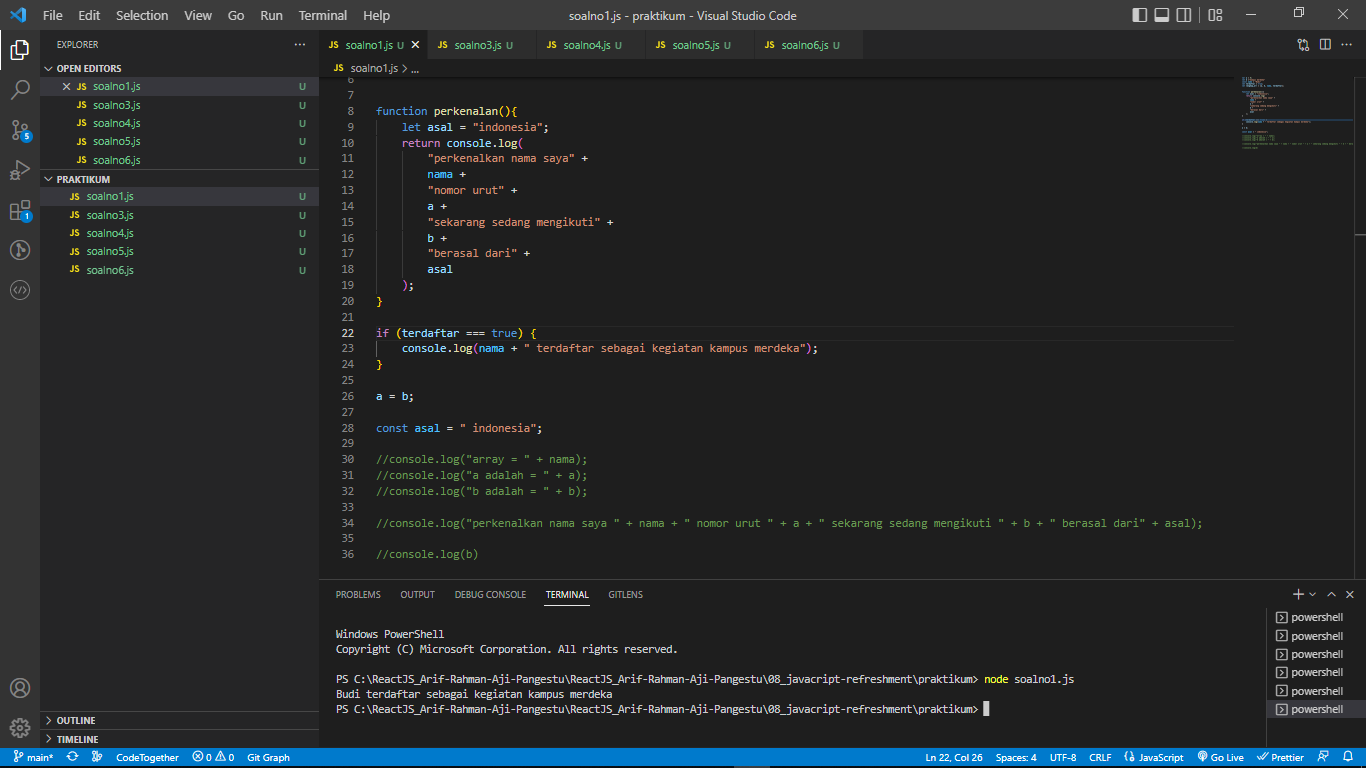 File Edit Selection View Go Run Terminal Help soalno1.js - praktikum - Visual Studio Code
EXPLORER
OPEN EDITORS
JS soalno1.js U
JS soalno3.js U
JS soalno4.js U
JS soalno5.js U
JS soalno6.js U
PRAKTIKUM
JS soalno1.js U
JS soalno3.js U
JS soalno4.js U
JS soalno5.js U
JS soalno6.js U
5
1
OUTLINE
TIMELINE
JS soalno1.js U JS soalno3.js U JS soalno4.js U JS soalno5.js U JS soalno6.js U
JS soalno1.js > ...
6
7
8 function perkenalan(){
9 let asal = "indonesia";
10 return console.log(
11 "perkenalkan nama saya" +
12 nama +
13 "nomor urut" +
14 a +
15 "sekarang sedang mengikuti" +
16 b +
17 "berasal dari" +
18 asal
19 );
20 }
21
22 if (terdaftar === true) {
23 console.log(nama + " terdaftar sebagai kegiatan kampus merdeka");
24 }
25
26 a = b;
27
28 const asal = " indonesia";
29
30 //console.log("array = " + nama);
31 //console.log("a adalah = " + a);
32 //console.log("b adalah = " + b);
33
34 //console.log("perkenalkan nama saya " + nama + " nomor urut " + a + " sekarang sedang mengikuti " + b + " berasal dari" + asal);
35
36 //console.log(b)
PROBLEMS OUTPUT DEBUG CONSOLE TERMINAL GITLENS
Windows PowerShell
Copyright (C) Microsoft Corporation. All rights reserved.
PS C:\ReactJS_Arif-Rahman-Aji-Pangestu\ReactJS_Arif-Rahman-Aji-Pangestu\08_javacript-refreshment\praktikum> node soalno1.js
Budi terdaftar sebagai kegiatan kampus merdeka
PS C:\ReactJS_Arif-Rahman-Aji-Pangestu\ReactJS_Arif-Rahman-Aji-Pangestu\08_javacript-refreshment\praktikum>
powershell
powershell
powershell
powershell
powershell
powershell
main* CodeTogether 0 0 Git Graph Ln 22, Col 26 Spaces: 4 UTF-8 CRLF JavaScript Go Live Prettier